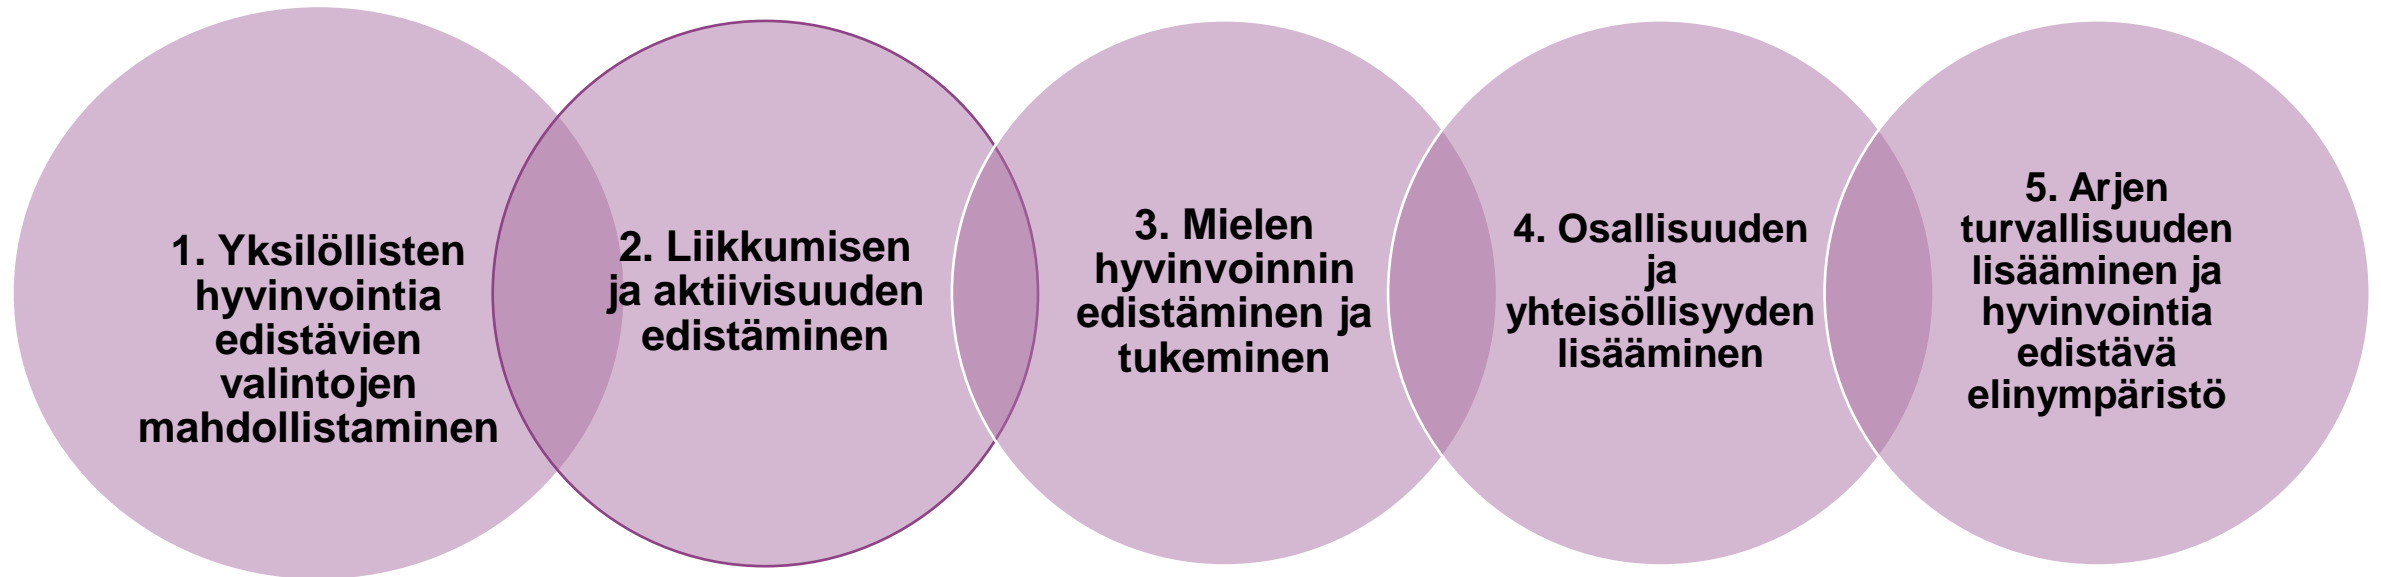 1. Yksilöllisten
hyvinvointia
edistävien
valintojen
mahdollistaminen
2. Liikkumisen
ja aktiivisuuden
edistäminen
3. Mielen
hyvinvoinnin
edistäminen ja
tukeminen
4. Osallisuuden
ja
yhteisöllisyyden
lisääminen
5. Arjen
turvallisuuden
lisääminen ja
hyvinvointia
edistävä
elinympäristö